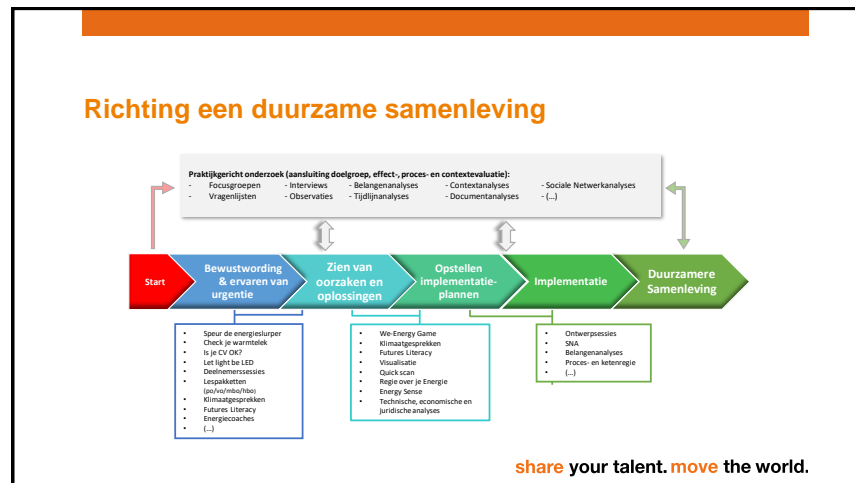 Richting een duurzame samenleving
Praktijkgericht onderzoek (aansluiting doelgroep, effect-, proces- en contextevaluatie):
- Focusgroepen - Interviews - Belangenanalyses - Contextanalyses - Sociale Netwerkanalyses
- Vragenlijsten - Observaties - Tijdlijnanalyses - Documentanalyses - (...)
Start
Bewustwording
& ervaren van
urgentie
Zien van
oorzaken en
oplossingen
Opstellen
implementatie-
plannen
Implementatie
Duurzamere
Samenleving
• Speur de energieslurper
• Check je warmtelek
• Is je CV OK?
• Let light be LED
• Deelnemerssessies
• Lespakketten
(po/vo/mbo/hbo)
• Klimaatgesprekken
• Futures Literacy
• Energiecoaches
• (...)
• We-Energy Game
• Klimaatgesprekken
• Futures Literacy
• Visualisatie
• Quick scan
• Regie over je Energie
• Energy Sense
• Technische, economische en
juridische analyses
• Ontwerpsessies
• SNA
• Belangenanalyses
• Proces- en ketenregie
• (...)
share your talent. move the world.